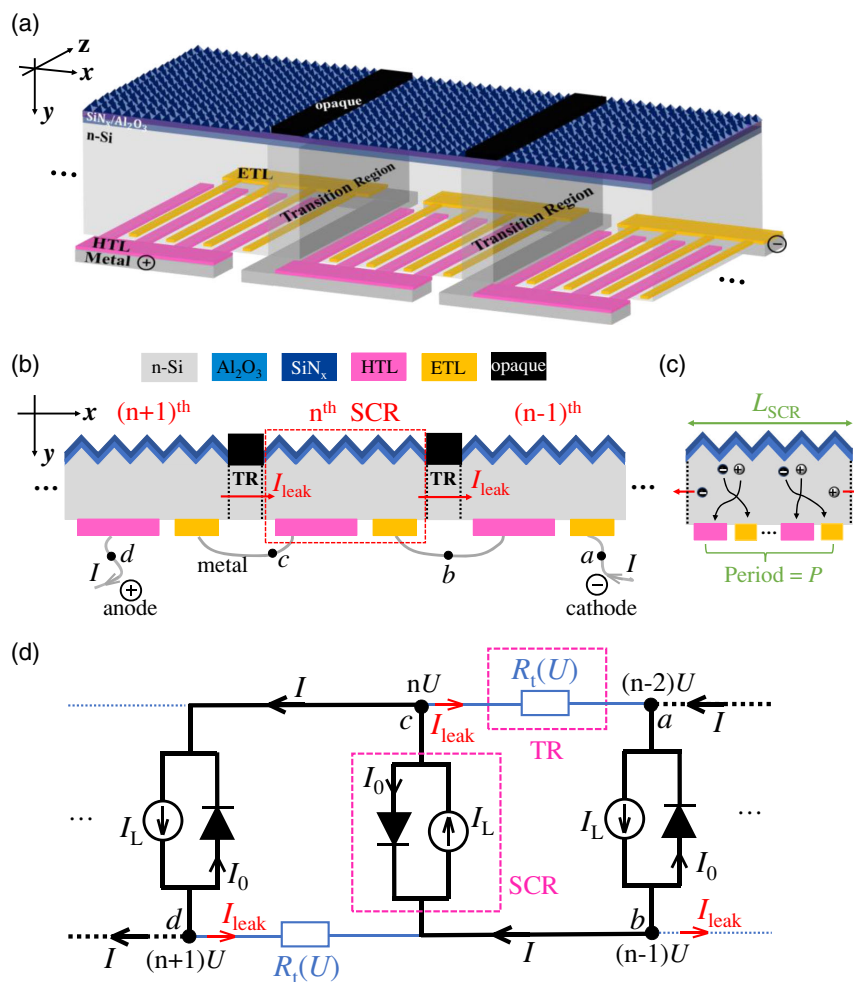 (a)
z
x
y
opaque
SiNx/Al2O3
n-Si
...
ETL
Transition Region
Transition Region
HTL
Metal +
−
...
(b)
n-Si
Al2O3
SiNx
HTL
ETL
opaque
(c)
x
y
(n+1)th
nth SCR
(n-1)th
LSCR
...
TR
Ileak
TR
Ileak
...
− + − +
− +
...
d
metal
c
b
a
I
+
anode
−
I
cathode
Period = P
(d)
I
nU
Rt(U)
(n-2)U
c
Ileak
a
I
TR
I0
IL
IL
IL
...
...
I0
SCR
I0
d
Ileak
b
Ileak
I
(n+1)U
Rt(U)
I
(n-1)U